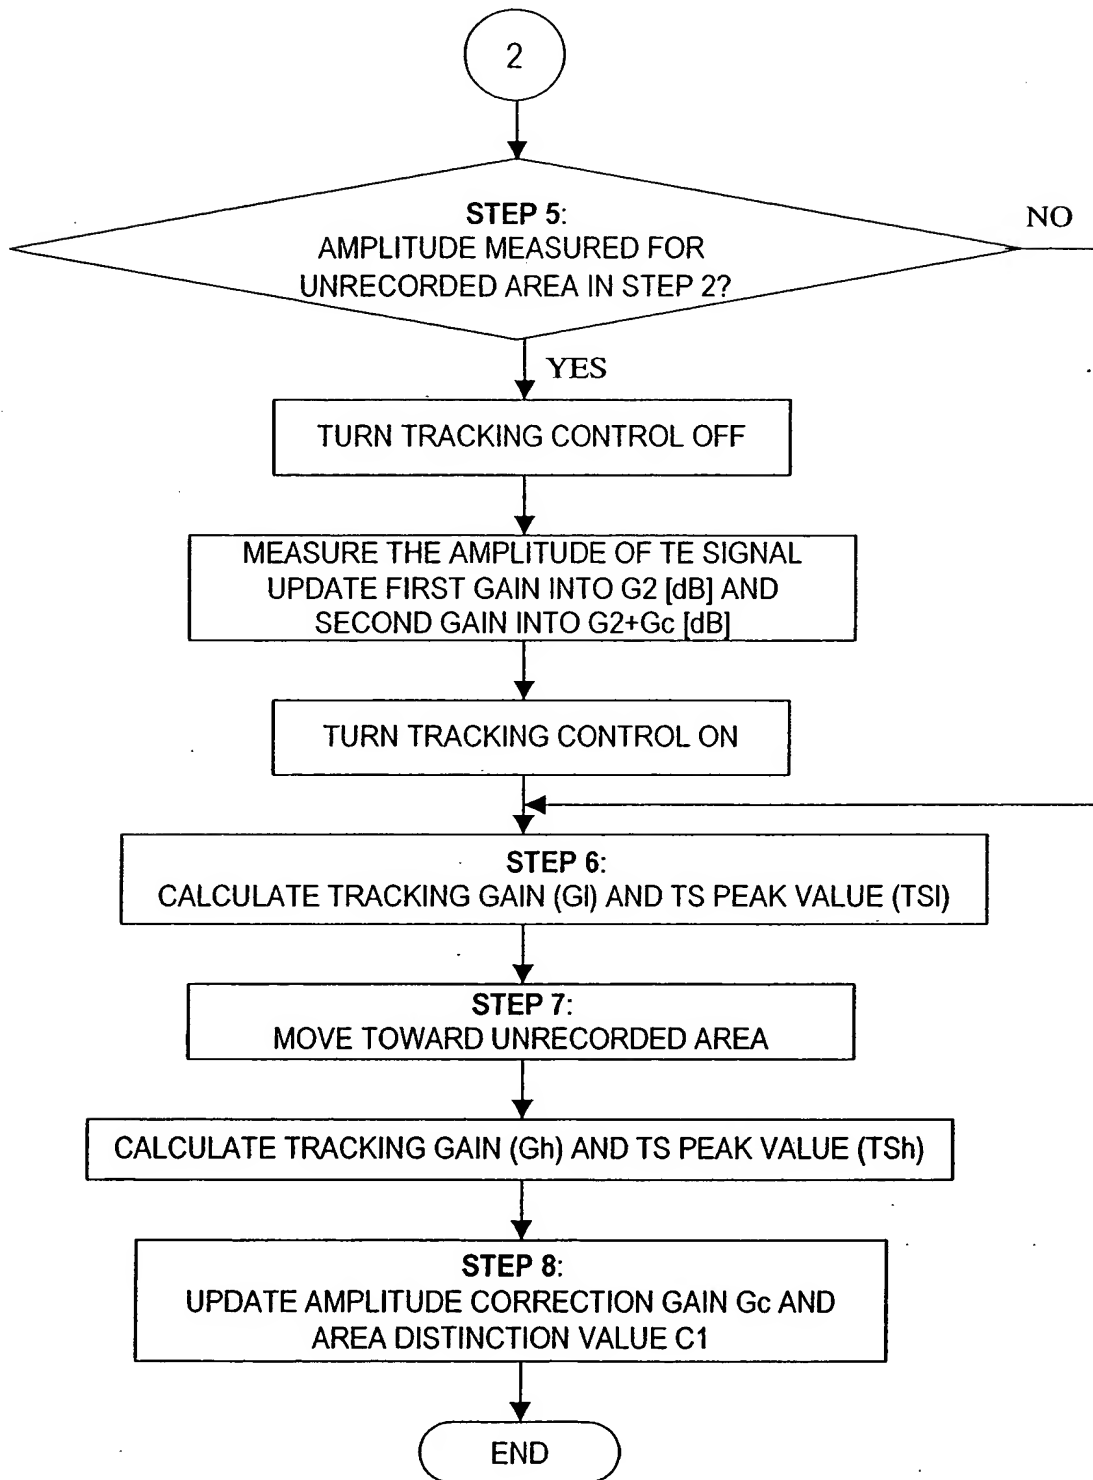 2
STEP 5:
AMPLITUDE MEASURED FOR
UNRECORDED AREA IN STEP 2?
NO
YES
TURN TRACKING CONTROL OFF
MEASURE THE AMPLITUDE OF TE SIGNAL
UPDATE FIRST GAIN INTO G2 [dB] AND
SECOND GAIN INTO G2+Gc [dB]
TURN TRACKING CONTROL ON
STEP 6:
CALCULATE TRACKING GAIN (Gl) AND TS PEAK VALUE (TSl)
STEP 7:
MOVE TOWARD UNRECORDED AREA
CALCULATE TRACKING GAIN (Gh) AND TS PEAK VALUE (TSh)
STEP 8:
UPDATE AMPLITUDE CORRECTION GAIN Gc AND
AREA DISTINCTION VALUE C1
END